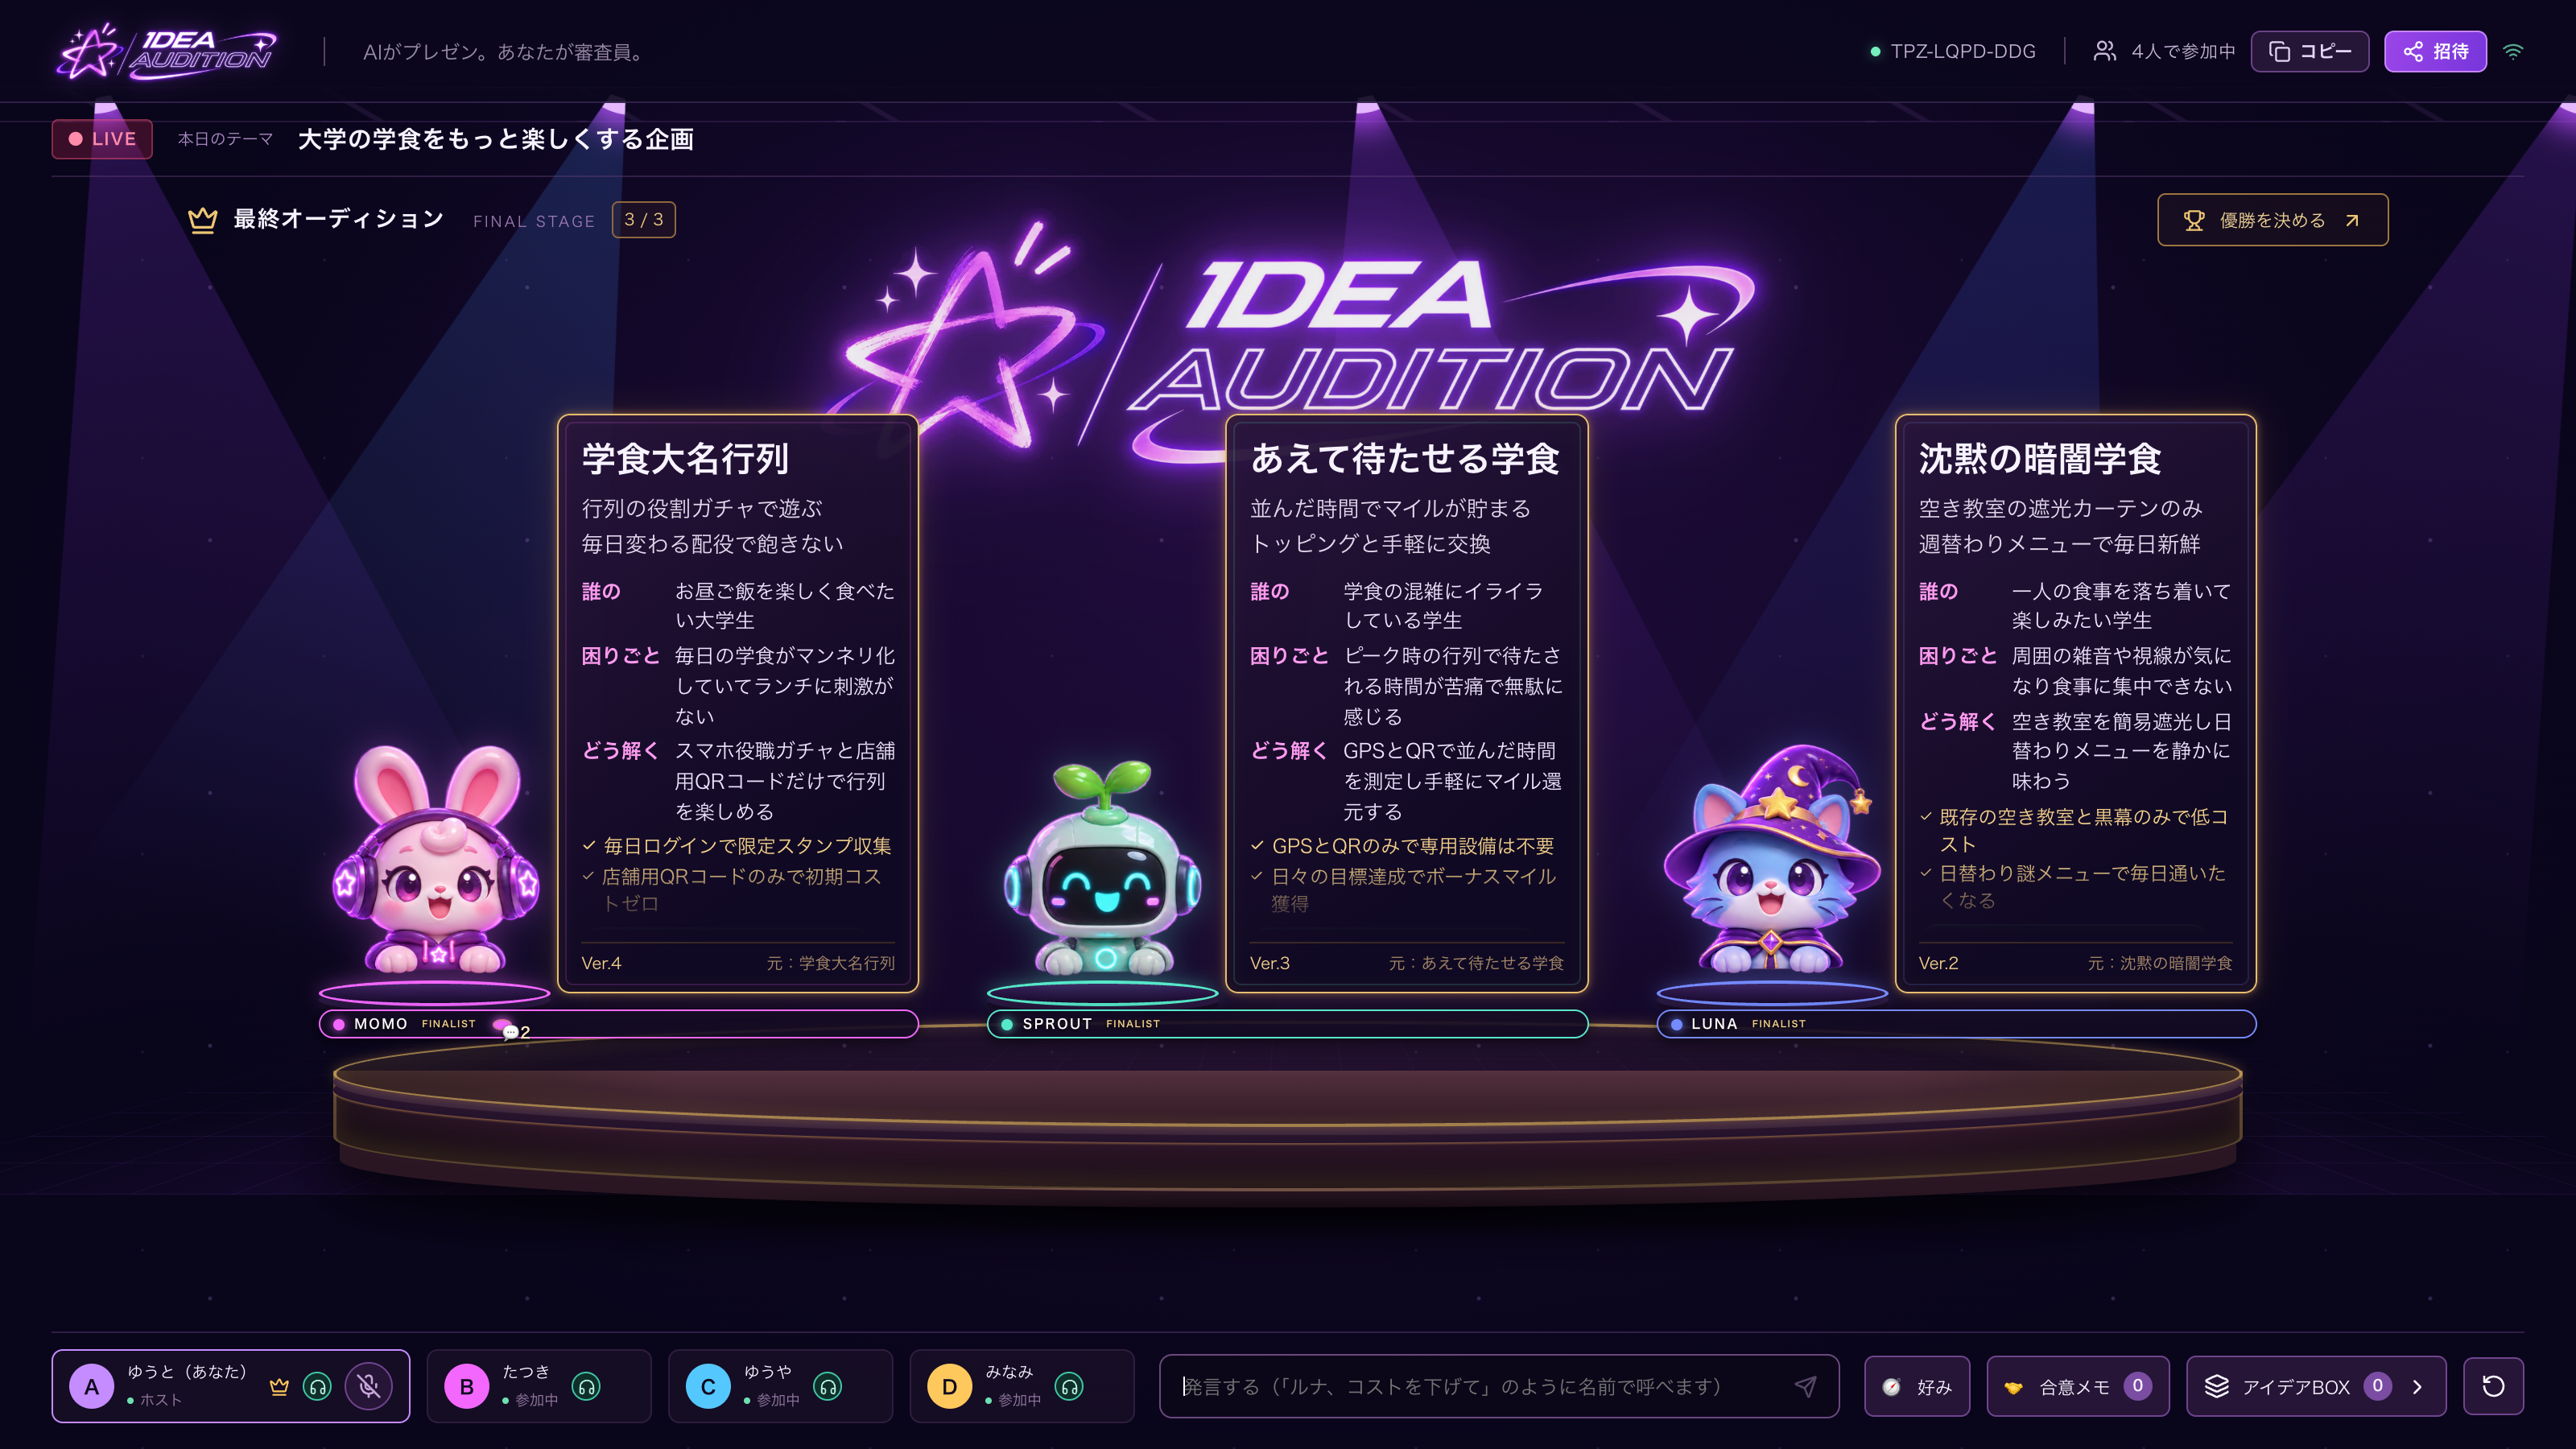 1DEA
AUDITION
AIがプレゼン。あなたが審査員。
TPZ-LQPD-DDG
4人で参加中
コピー
招待
LIVE
本日のテーマ
大学の学食をもっと楽しくする企画
最終オーディション
FINAL STAGE
3 / 3
優勝を決める
1DEA
AUDITION
学食大名行列
行列の役割ガチャで遊ぶ
毎日変わる配役で飽きない
誰の
お昼ご飯を楽しく食べた
い大学生
困りごと
毎日の学食がマンネリ化
していてランチに刺激が
ない
どう解く
スマホ役職ガチャと店舗
用QRコードだけで行列
を楽しめる
毎日ログインで限定スタンプ収集
店舗用QRコードのみで初期コス
トゼロ
Ver.4
元：学食大名行列
MOMO
FINALIST
2
あえて待たせる学食
並んだ時間でマイルが貯まる
トッピングと手軽に交換
誰の
学食の混雑にイライラ
している学生
困りごと
ピーク時の行列で待たさ
れる時間が苦痛で無駄に
感じる
どう解く
GPSとQRで並んだ時間
を測定し手軽にマイル還
元する
GPSとQRのみで専用設備は不要
日々の目標達成でボーナスマイル
獲得
Ver.3
元：あえて待たせる学食
SPROUT
FINALIST
沈黙の暗闇学食
空き教室の遮光カーテンのみ
週替わりメニューで毎日新鮮
誰の
一人の食事を落ち着いて
楽しみたい学生
困りごと
周囲の雑音や視線が気に
なり食事に集中できない
どう解く
空き教室を簡易遮光し日
替わりメニューを静かに
味わう
既存の空き教室と黒幕のみで低コ
スト
日替わり謎メニューで毎日通いた
くなる
Ver.2
元：沈黙の暗闇学食
LUNA
FINALIST
A
ゆうと（あなた）
ホスト
B
たつき
参加中
C
ゆうや
参加中
D
みなみ
参加中
発言する（「ルナ、コストを下げて」のように名前で呼べます）
好み
合意メモ
0
アイデアBOX
0